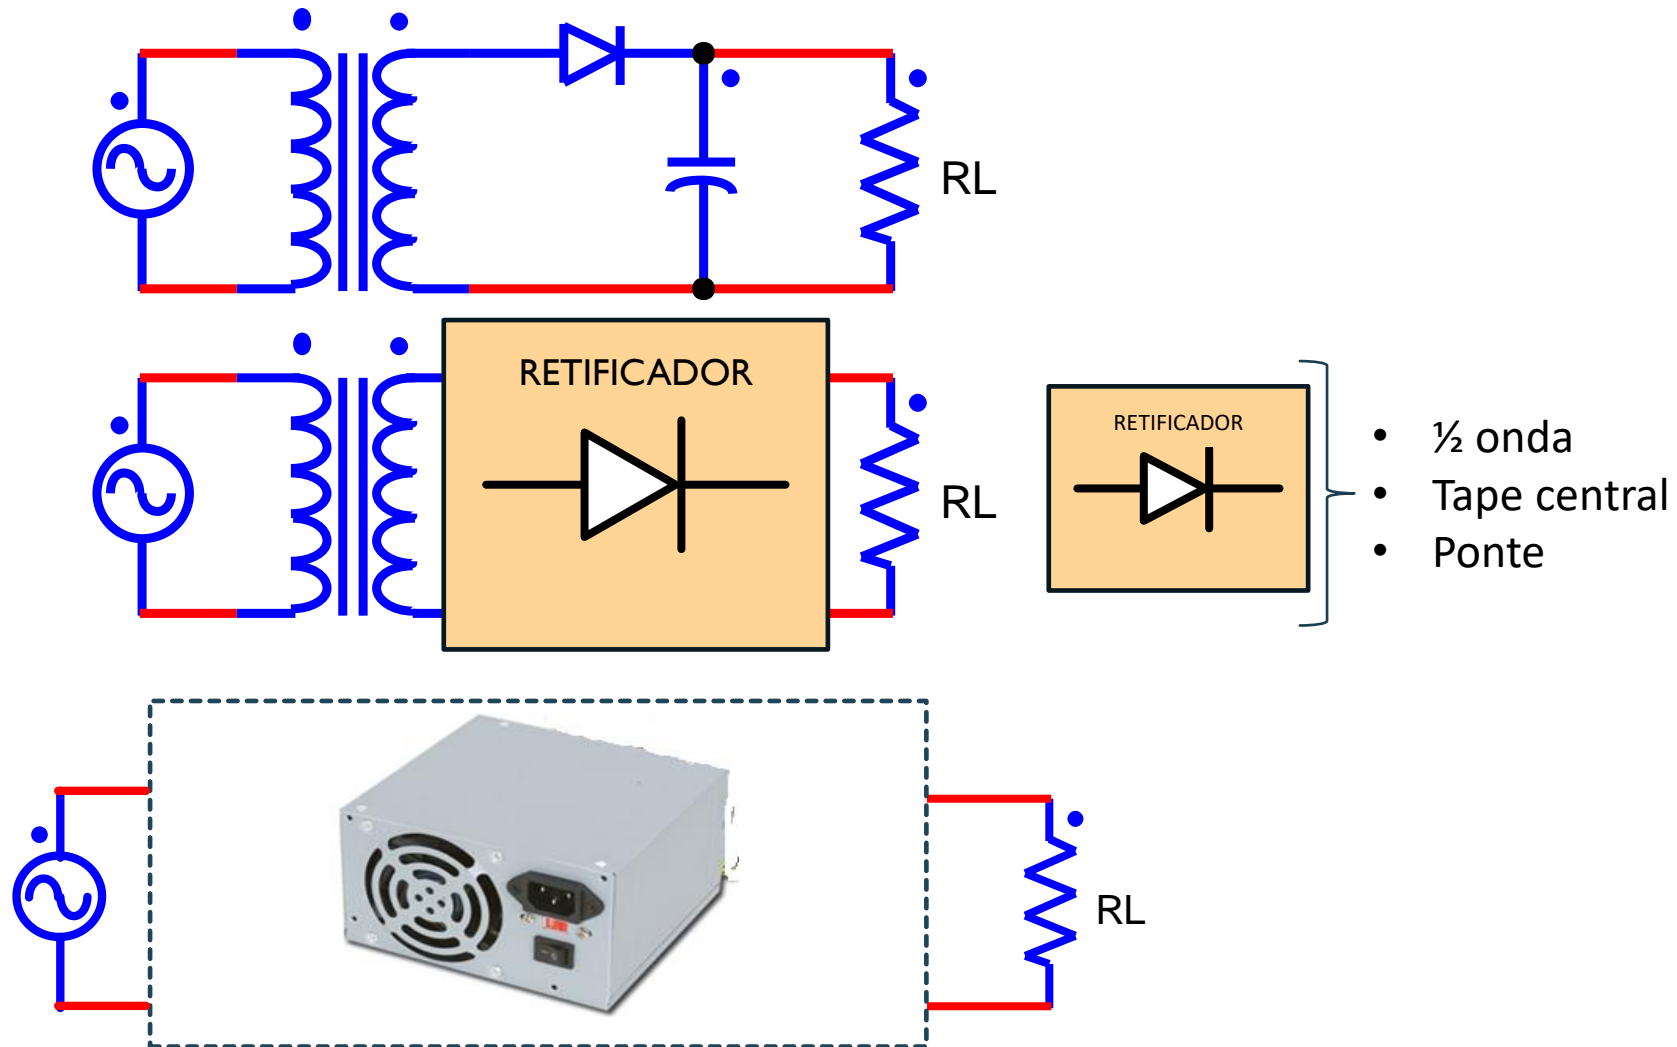 RL
RETIFICADOR
RL
RETIFICADOR
• ½ onda
• Tape central
• Ponte
RL